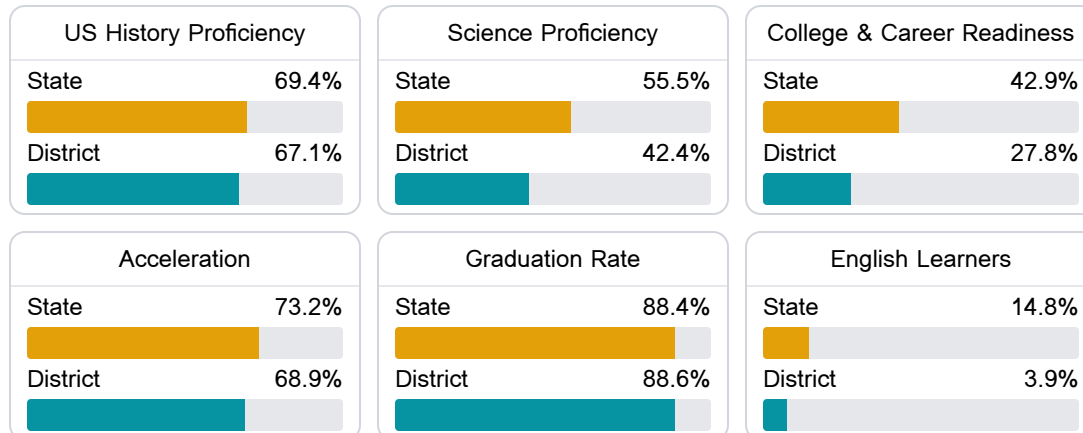 US History Proficiency
State 69.4%
District 67.1%
Science Proficiency
State 55.5%
District 42.4%
College & Career Readiness
State 42.9%
District 27.8%
Acceleration
State 73.2%
District 68.9%
Graduation Rate
State 88.4%
District 88.6%
English Learners
State 14.8%
District 3.9%